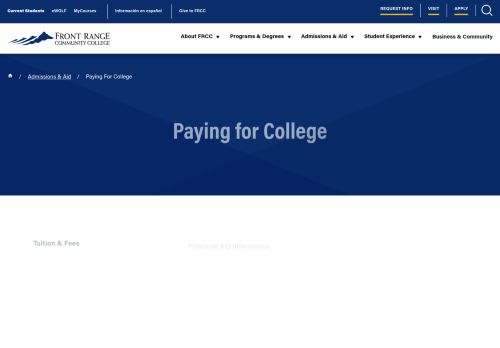 Current Students eWOLF MyCourses Información en español Give to FRCC REQUEST INFO VISIT APPLY
FRONT RANGE
COMMUNITY COLLEGE
About FRCC Programs & Degrees Admissions & Aid Student Experience Business & Community
/ Admissions & Aid / Paying For College
Paying for College
Tuition & Fees
Financial Aid Information